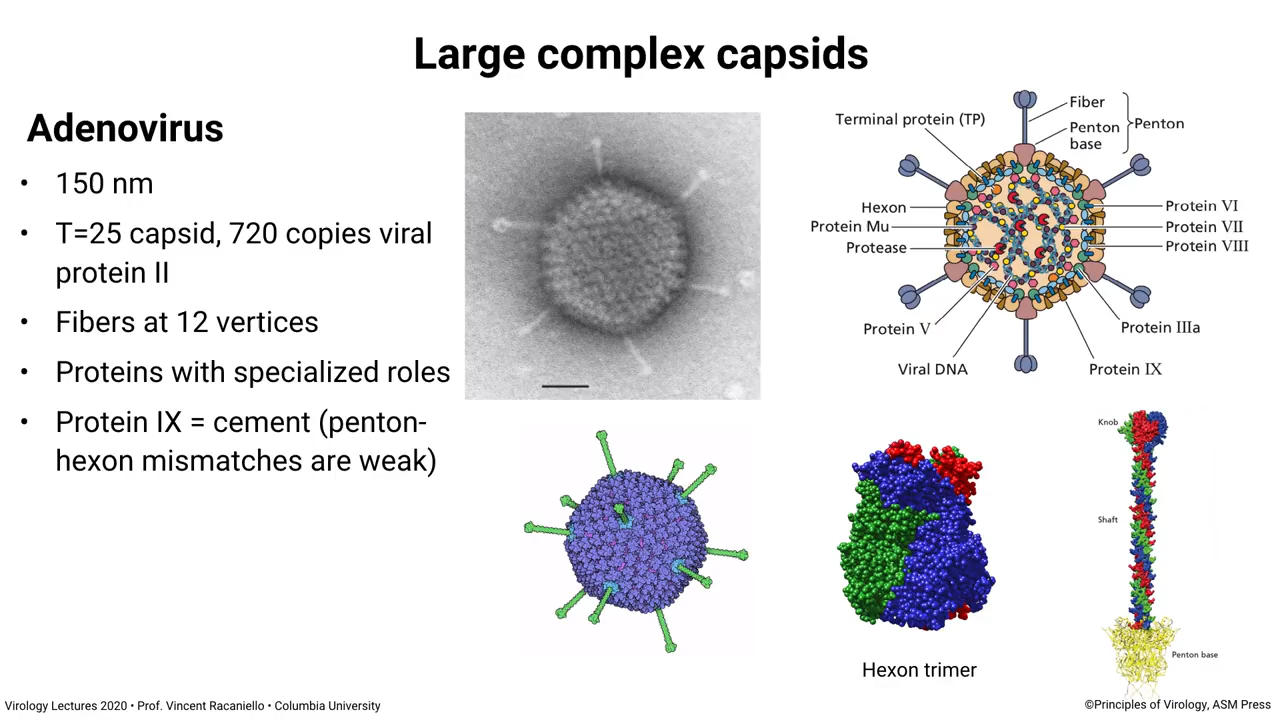 Large complex capsids
Adenovirus
• 150 nm
• T=25 capsid, 720 copies viral
protein II
• Fibers at 12 vertices
• Proteins with specialized roles
• Protein IX = cement (penton-
hexon mismatches are weak)
Terminal protein (TP)
Fiber
Penton
base
Penton
Hexon
Protein Mu
Protease
Protein VI
Protein VII
Protein VIII
Protein V
Viral DNA
Protein IIIa
Protein IX
Knob
Shaft
Penton base
Hexon trimer
Virology Lectures 2020 • Prof. Vincent Racaniello • Columbia University
©Principles of Virology, ASM Press